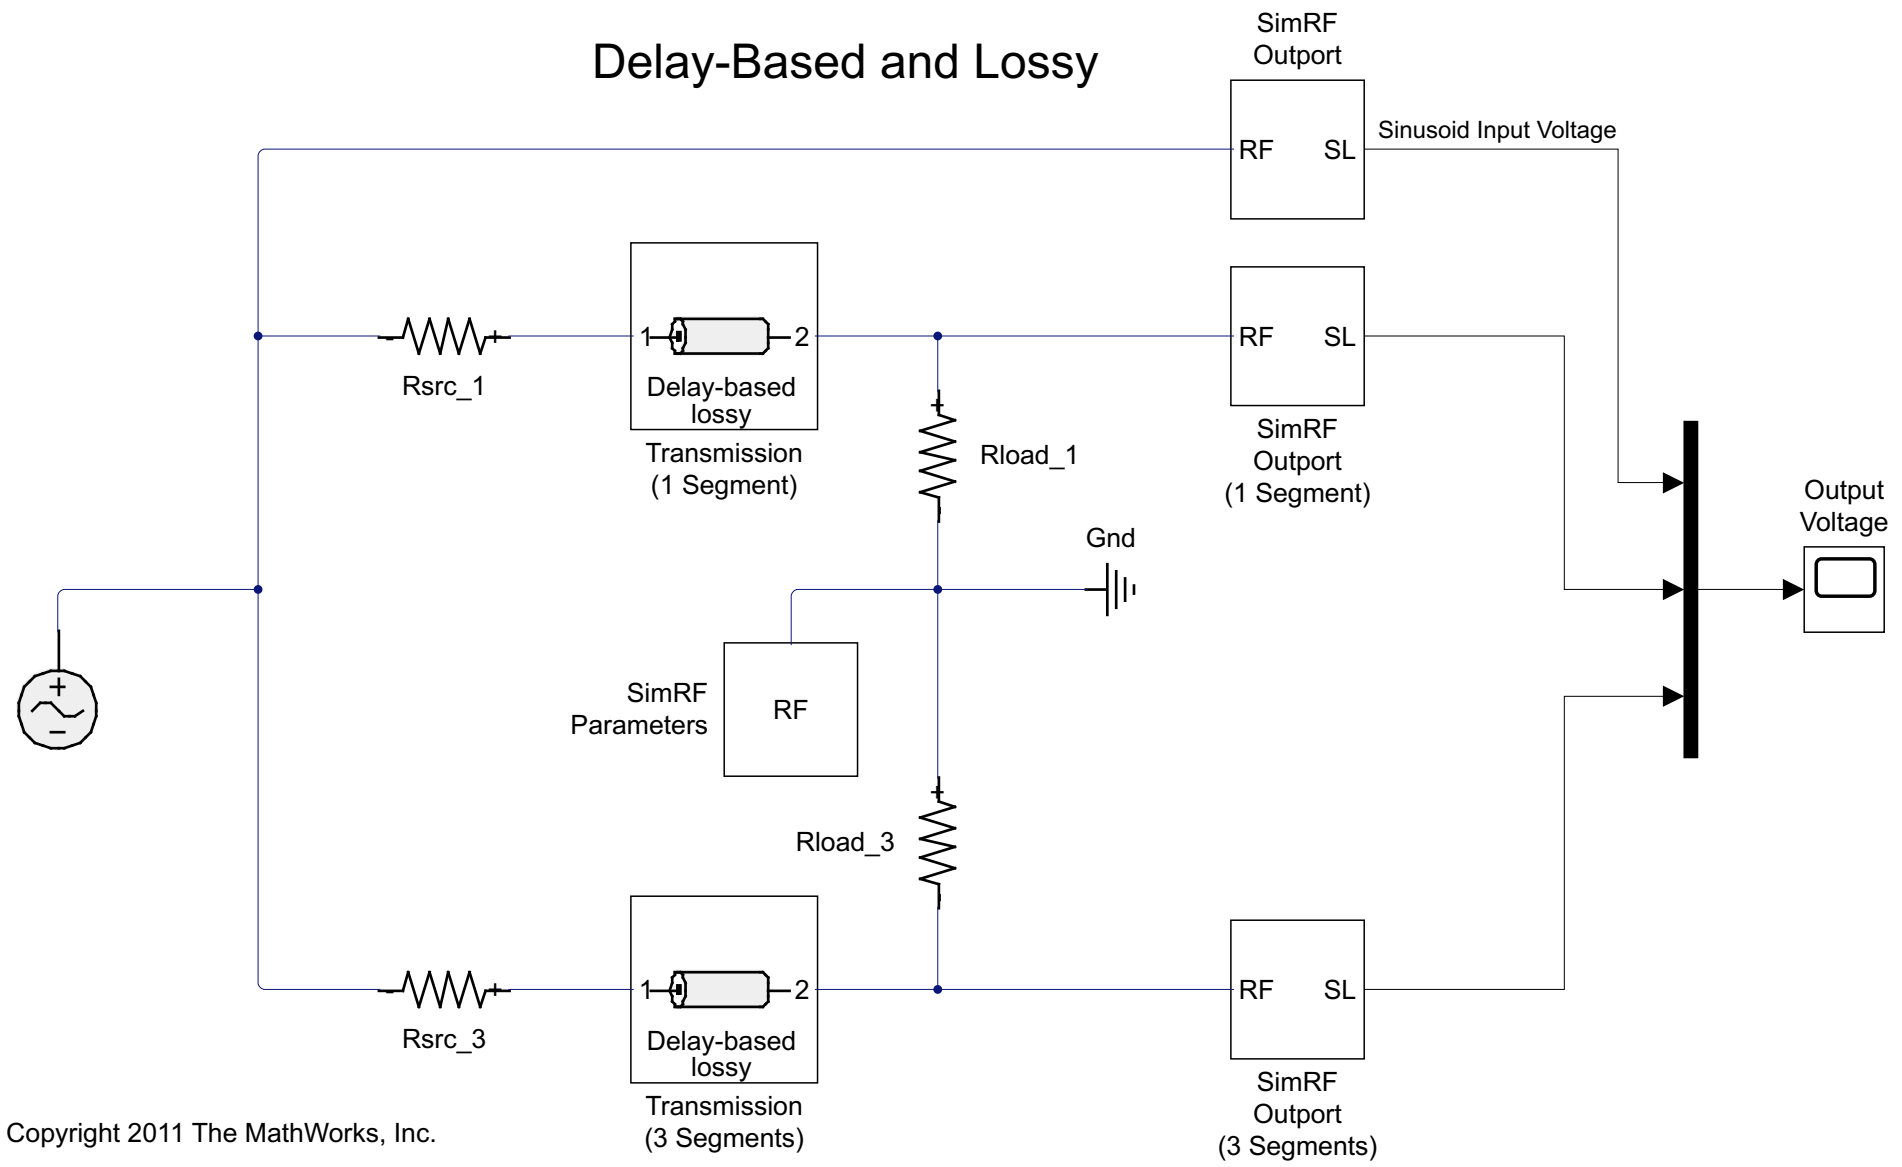 Delay-Based and Lossy
SimRF
Outport
RF SL
Sinusoid Input Voltage
- +
Rsrc_1
1 2
Delay-based
lossy
Transmission
(1 Segment)
+
Rload_1
RF SL
SimRF
Outport
(1 Segment)
Gnd
Output
Voltage
+
−
SimRF
Parameters
RF
+
Rload_3
- +
Rsrc_3
1 2
Delay-based
lossy
Transmission
(3 Segments)
RF SL
SimRF
Outport
(3 Segments)
Copyright 2011 The MathWorks, Inc.